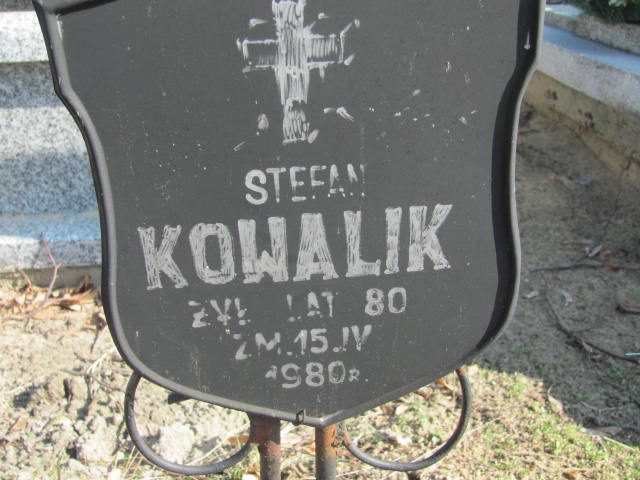 STEFAN
KOWALIK
ŻYŁ LAT 80
ZM. 15.IV
1980 R.